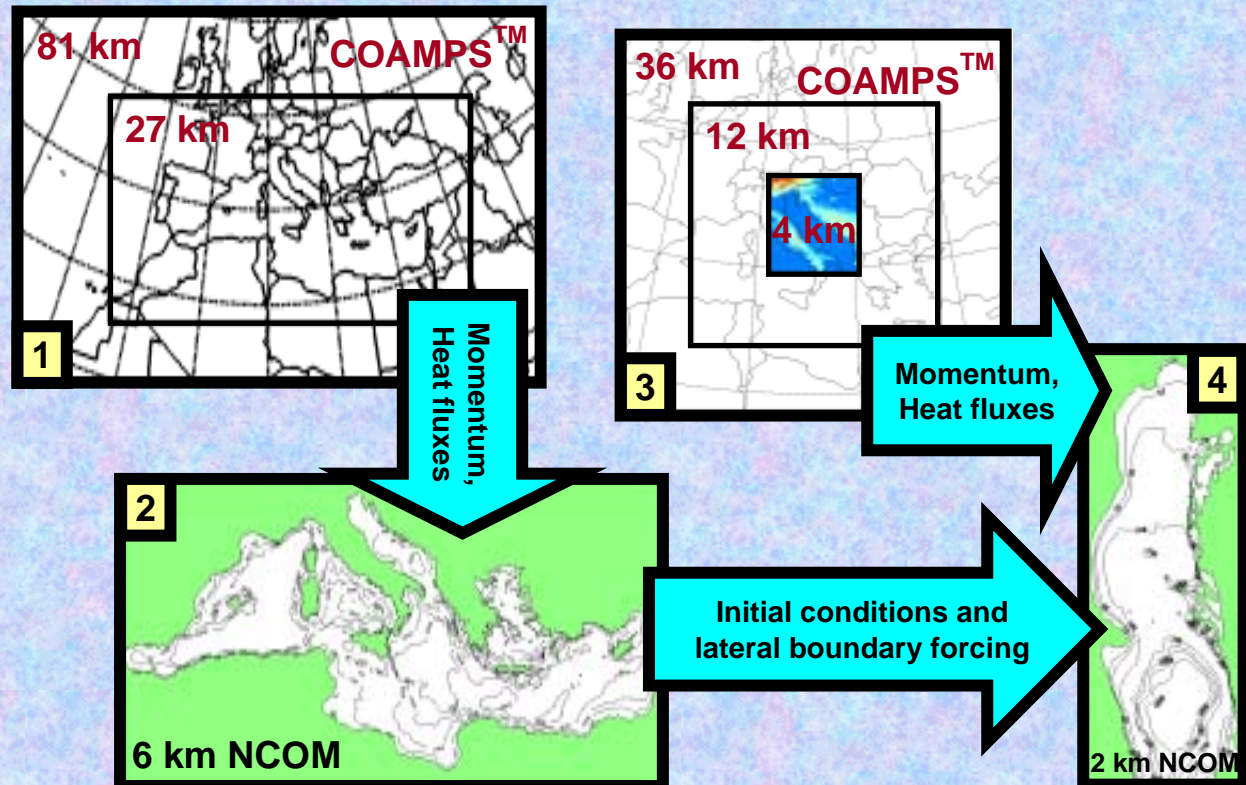 81 km
COAMPS™
27 km
1
36 km
COAMPS™
12 km
4 km
3
Momentum,
Heat fluxes
Momentum,
Heat fluxes
4
2
6 km NCOM
Initial conditions and
lateral boundary forcing
2 km NCOM